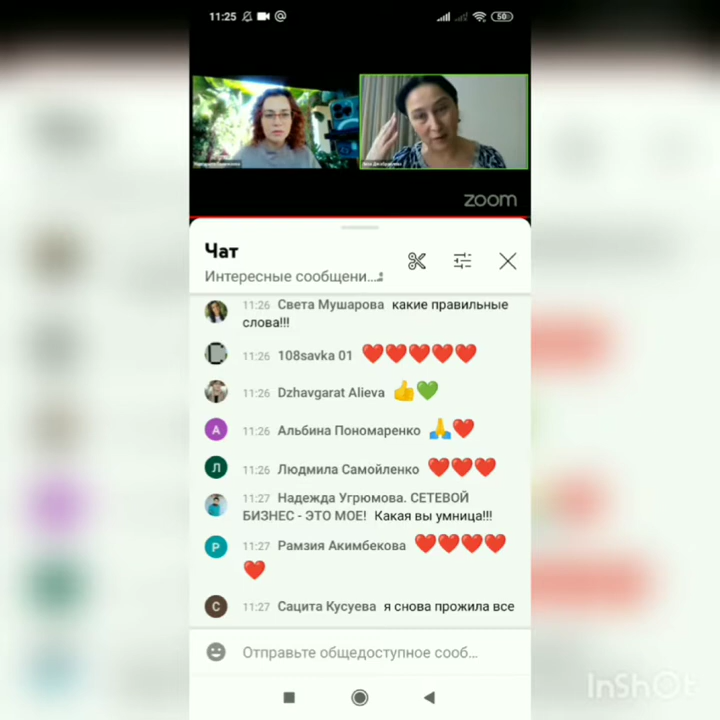 11:25
50
zoom
Чат
Интересные сообщени...
11:26 Света Мушарова какие правильные
слова!!!
11:26 108savka 01 ❤️❤️❤️❤️❤️
11:26 Dzhavgarat Alieva 👍💚
А 11:26 Альбина Пономаренко 🙏❤️
Л 11:26 Людмила Самойленко ❤️❤️❤️
11:27 Надежда Угрюмова. СЕТЕВОЙ
БИЗНЕС - ЭТО МОЕ! Какая вы умница!!!
Р 11:27 Рамзия Акимбекова ❤️❤️❤️❤️
❤️
С 11:27 Сацита Кусуева я снова прожила все
Отправьте общедоступное сооб...
InShOt